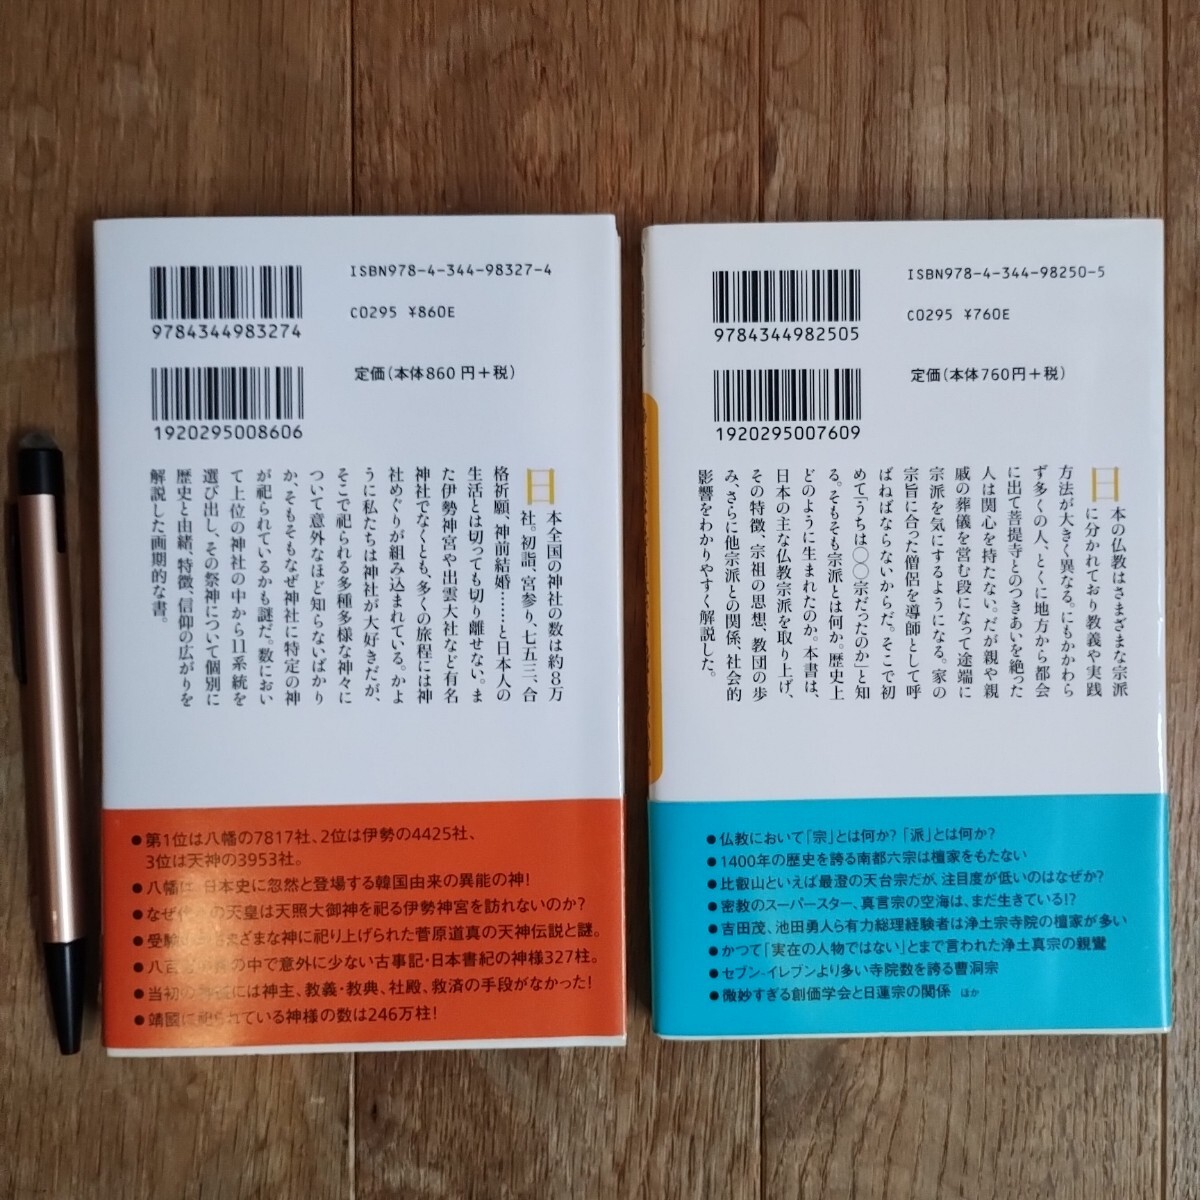 ISBN978-4-344-98327-4
9784344983274
C0295 ¥860E
定価(本体860円+税)
1920295008606
日本全国の神社の数は約8万
社。初詣、宮参り、七五三、合
格祈願、神前結婚……と日本人の
生活とは切っても切り離せない。ま
た伊勢神宮や出雲大社など有名
神社でなくとも、多くの旅程には神
社めぐりが組み込まれている。かよ
うに私たちは神社が大好きだが、
そこで祀られる多種多様な神々に
ついて意外なほど知らないばかり
か、そもそもなぜ神社に特定の神
が祀られているかも謎だ。数におい
て上位の神社の中から11系統を
選び出し、その祭神について個別に
歴史と由緒、特徴、信仰の広がりを
解説した画期的な書。
●第1位は八幡の7817社、2位は伊勢の4425社、
3位は天神の3953社。
●八幡は、日本史に忽然と登場する韓国由来の異能の神!
●なぜ代々の天皇は天照大御神を祀る伊勢神宮を訪れないのか?
●受験の まざまな神に祀り上げられた菅原道真の天神伝説と謎。
●八百 の中で意外に少ない古事記・日本書紀の神様327柱。
●当初の には神主、教義・教典、社殿、救済の手段がなかった!
●靖國に祀られている神様の数は246万柱!
ISBN978-4-344-98250-5
9784344982505
C0295 ¥760E
定価(本体760円+税)
1920295007609
日本の仏教はさまざまな宗派
に分かれており教義や実践
方法が大きく異なる。にもかかわら
ず多くの人、とくに地方から都会
に出て菩提寺とのつきあいを絶った
人は関心を持たない。だが親や親
戚の葬儀を営む段になって途端に
宗派を気にするようになる。家の
宗旨に合った僧侶を導師として呼
ばねばならないからだ。そこで初
めて「うちは〇〇宗だったのか」と知
る。そもそも宗派とは何か。歴史上
どのように生まれたのか。本書は、
日本の主な仏教宗派を取り上げ、
その特徴、宗祖の思想、教団の歩
み、さらに他宗派との関係、社会的
影響をわかりやすく解説した。
●仏教において「宗」とは何か?「派」とは何か?
●1400年の歴史を誇る南都六宗は檀家をもたない
●比叡山といえば最澄の天台宗だが、注目度が低いのはなぜか?
●密教のスーパースター、真言宗の空海は、まだ生きている!?
●吉田茂、池田勇人ら有力総理経験者は浄土宗寺院の檀家が多い
●かつて「実在の人物ではない」とまで言われた浄土真宗の親鸞
●セブン-イレブンより多い寺院数を誇る曹洞宗
●微妙すぎる創価学会と日蓮宗の関係 ほか